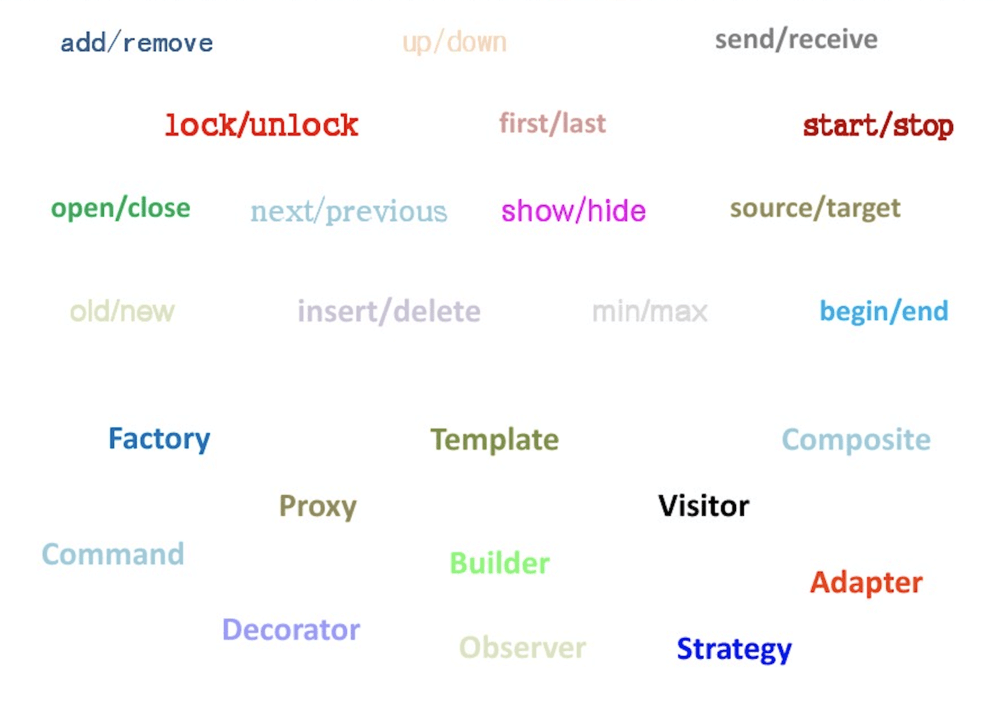 add/remove up/down send/receive
lock/unlock first/last start/stop
open/close next/previous show/hide source/target
old/new insert/delete min/max begin/end
Factory Template Composite
Proxy Visitor
Command Builder Adapter
Decorator Observer Strategy